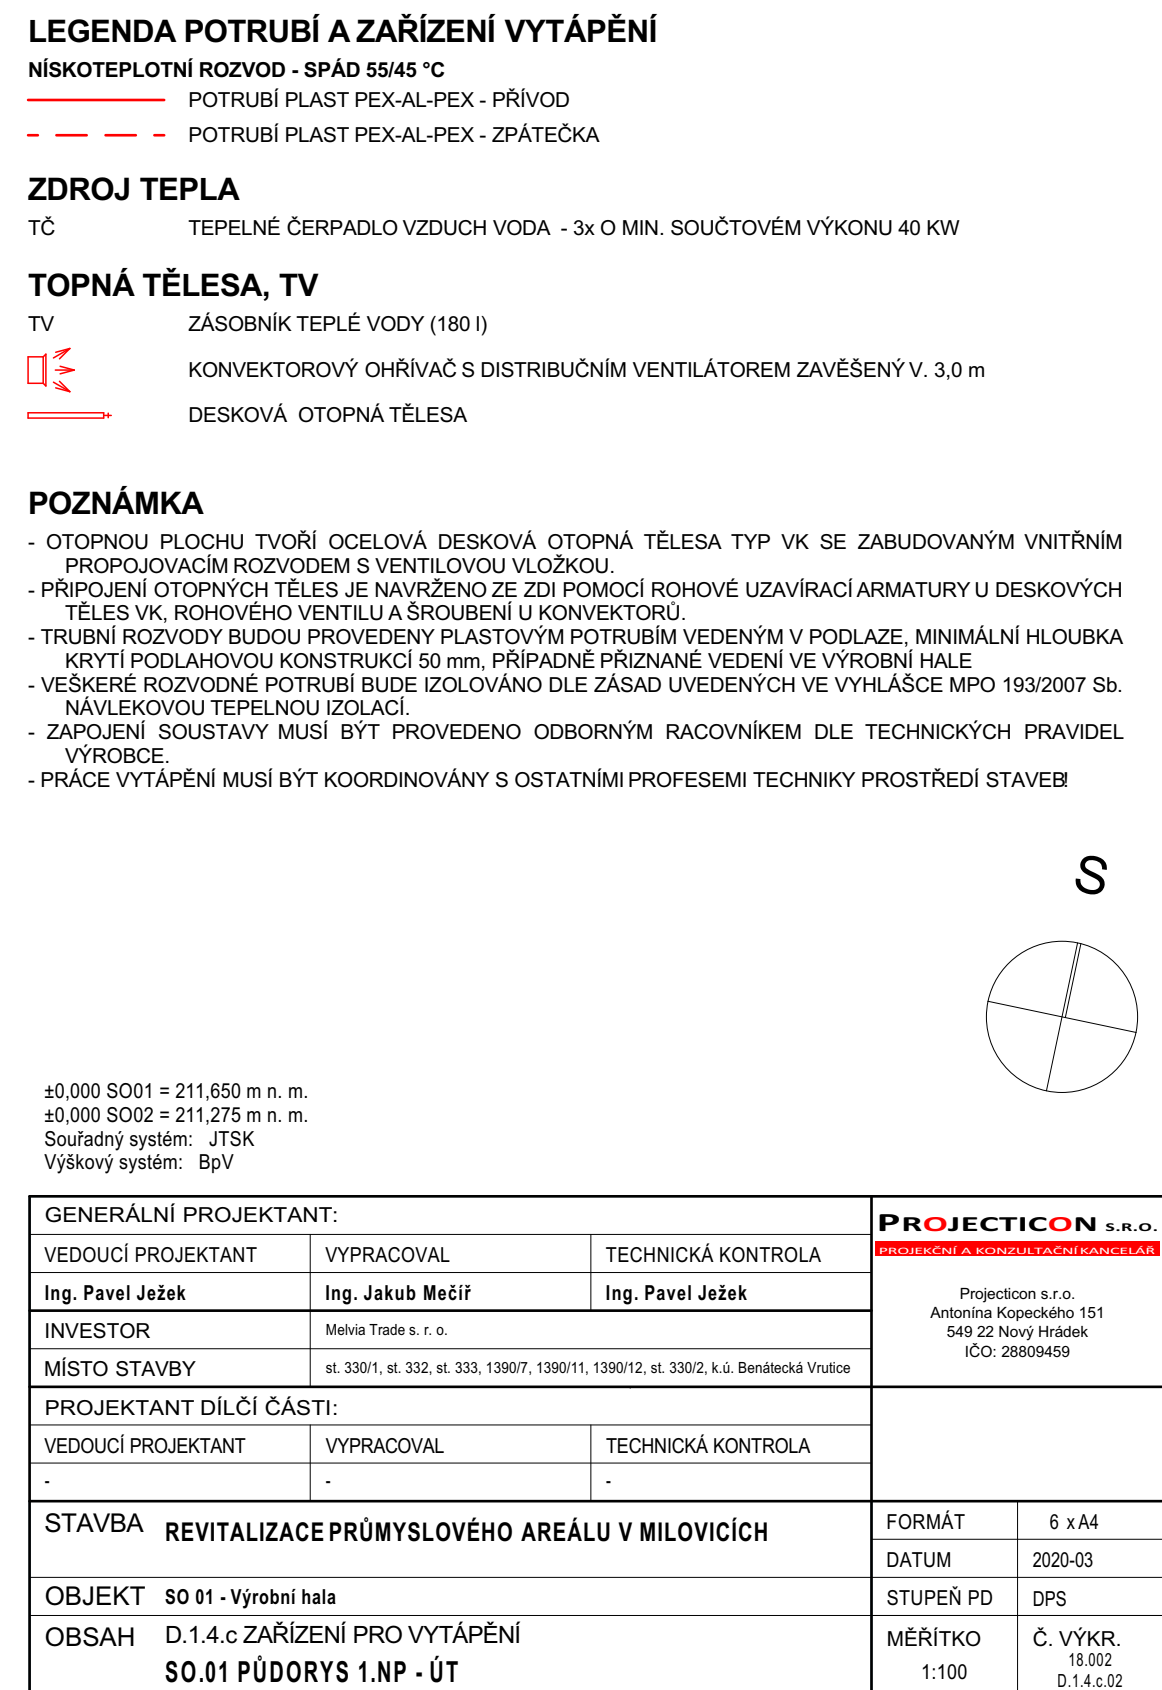 LEGENDA POTRUBÍ A ZAŘÍZENÍ VYTÁPĚNÍ
NÍSKOTEPLOTNÍ ROZVOD - SPÁD 55/45 °C
POTRUBÍ PLAST PEX-AL-PEX - PŘÍVOD
POTRUBÍ PLAST PEX-AL-PEX - ZPÁTEČKA
ZDROJ TEPLA
TČ TEPELNÉ ČERPADLO VZDUCH VODA - 3x O MIN. SOUČTOVÉM VÝKONU 40 KW
TOPNÁ TĚLESA, TV
TV ZÁSOBNÍK TEPLÉ VODY (180 l)
KONVEKTOROVÝ OHŘÍVAČ S DISTRIBUČNÍM VENTILÁTOREM ZAVĚŠENÝ V. 3,0 m
DESKOVÁ OTOPNÁ TĚLESA
POZNÁMKA
- OTOPNOU PLOCHU TVOŘÍ OCELOVÁ DESKOVÁ OTOPNÁ TĚLESA TYP VK SE ZABUDOVANÝM VNITŘNÍM
PROPOJOVACÍM ROZVODEM S VENTILOVOU VLOŽKOU.
- PŘIPOJENÍ OTOPNÝCH TĚLES JE NAVRŽENO ZE ZDI POMOCÍ ROHOVÉ UZAVÍRACÍ ARMATURY U DESKOVÝCH
TĚLES VK, ROHOVÉHO VENTILU A ŠROUBENÍ U KONVEKTORŮ.
- TRUBNÍ ROZVODY BUDOU PROVEDENY PLASTOVÝM POTRUBÍM VEDENÝM V PODLAZE, MINIMÁLNÍ HLOUBKA
KRYTÍ PODLAHOVOU KONSTRUKCÍ 50 mm, PŘÍPADNĚ PŘIZNANÉ VEDENÍ VE VÝROBNÍ HALE
- VEŠKERÉ ROZVODNÉ POTRUBÍ BUDE IZOLOVÁNO DLE ZÁSAD UVEDENÝCH VE VYHLÁŠCE MPO 193/2007 Sb.
NÁVLEKOVOU TEPELNOU IZOLACÍ.
- ZAPOJENÍ SOUSTAVY MUSÍ BÝT PROVEDENO ODBORNÝM RACOVNÍKEM DLE TECHNICKÝCH PRAVIDEL
VÝROBCE.
- PRÁCE VYTÁPĚNÍ MUSÍ BÝT KOORDINOVÁNY S OSTATNÍMI PROFESEMI TECHNIKY PROSTŘEDÍ STAVEB!
S
±0,000 SO01 = 211,650 m n. m.
±0,000 SO02 = 211,275 m n. m.
Souřadný systém: JTSK
Výškový systém: BpV
GENERÁLNÍ PROJEKTANT:
VEDOUCÍ PROJEKTANT VYPRACOVAL TECHNICKÁ KONTROLA
Ing. Pavel Ježek Ing. Jakub Mečíř Ing. Pavel Ježek
INVESTOR Melvia Trade s. r. o.
MÍSTO STAVBY st. 330/1, st. 332, st. 333, 1390/7, 1390/11, 1390/12, st. 330/2, k.ú. Benátecká Vrutice
PROJECTICON S.R.O.
PROJEKČNÍ A KONZULTAČNÍ KANCELÁŘ
Projecticon s.r.o.
Antonína Kopeckého 151
549 22 Nový Hrádek
IČO: 28809459
PROJEKTANT DÍLČÍ ČÁSTI:
VEDOUCÍ PROJEKTANT VYPRACOVAL TECHNICKÁ KONTROLA
- - -
STAVBA REVITALIZACE PRŮMYSLOVÉHO AREÁLU V MILOVICÍCH
OBJEKT SO 01 - Výrobní hala
OBSAH D.1.4.c ZAŘÍZENÍ PRO VYTÁPĚNÍ
SO.01 PŮDORYS 1.NP - ÚT
FORMÁT 6 x A4
DATUM 2020-03
STUPEŇ PD DPS
MĚŘÍTKO Č. VÝKR.
1:100 18.002
D.1.4.c.02